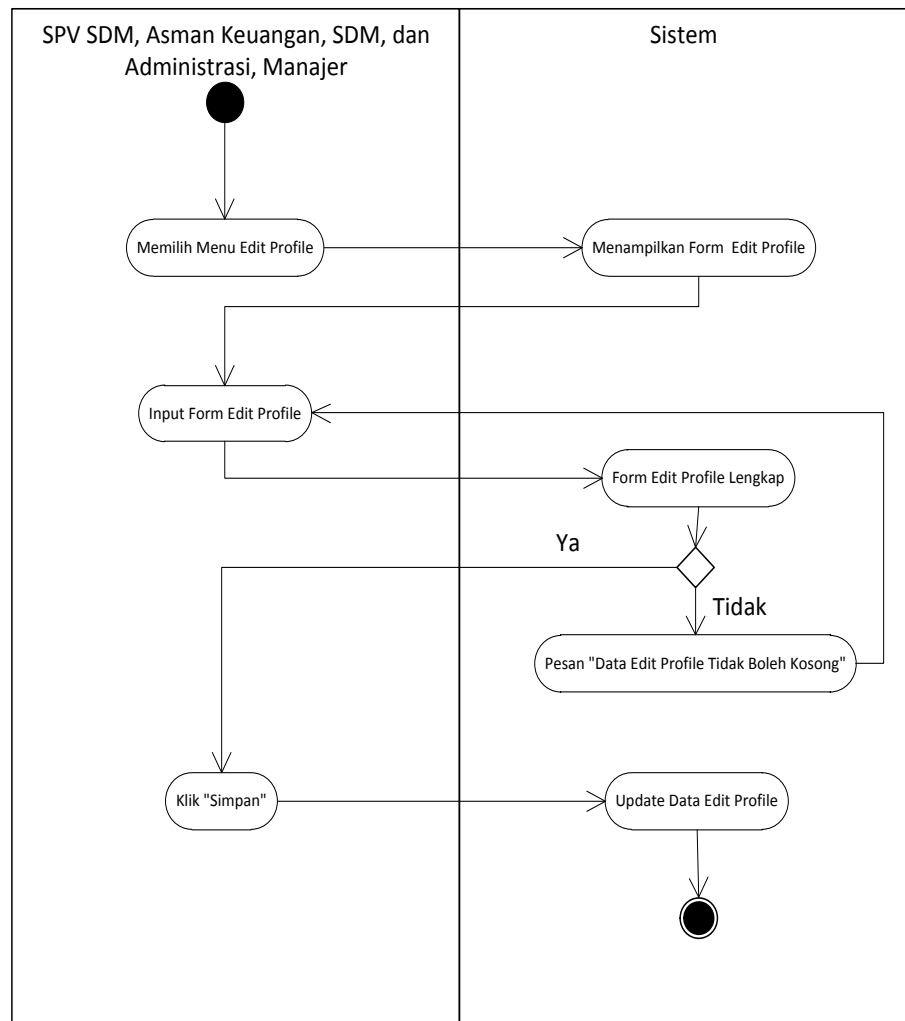 SPV SDM, Asman Keuangan, SDM, dan
Administrasi, Manajer
Sistem
Memilih Menu Edit Profile
Menampilkan Form Edit Profile
Input Form Edit Profile
Form Edit Profile Lengkap
Ya
Tidak
Pesan "Data Edit Profile Tidak Boleh Kosong"
Klik "Simpan"
Update Data Edit Profile